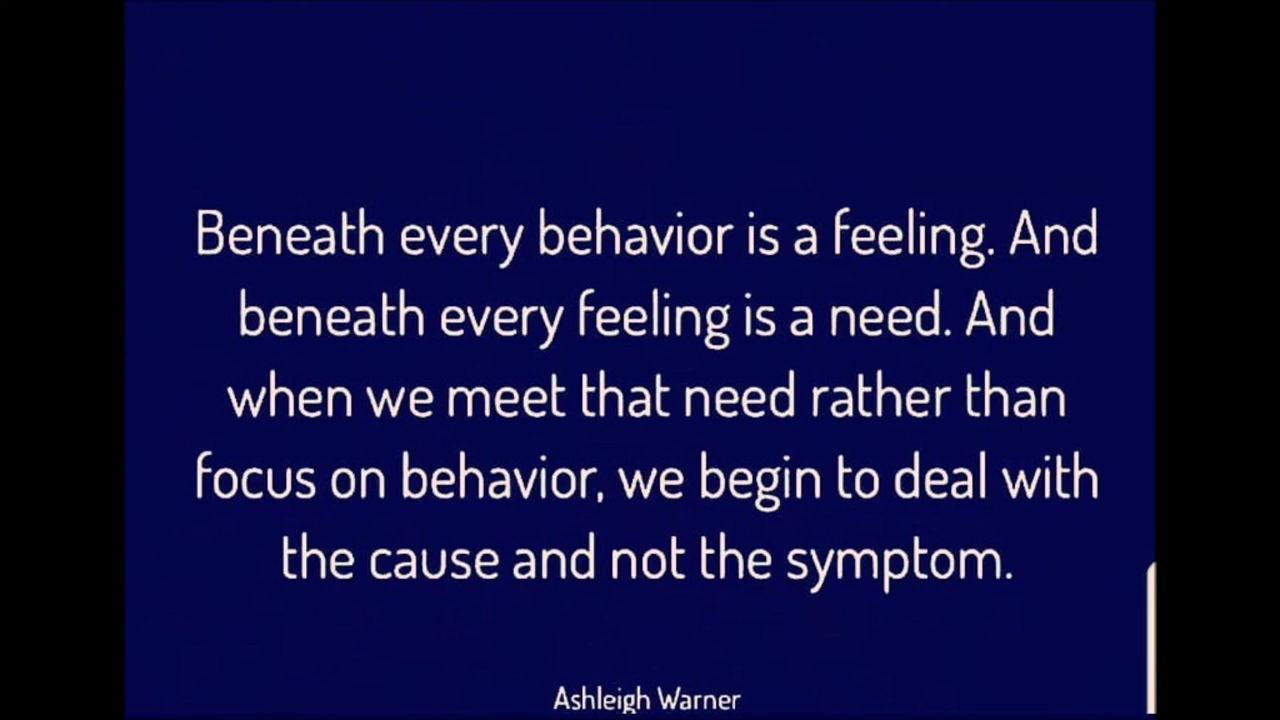 Beneath every behavior is a feeling. And
beneath every feeling is a need. And
when we meet that need rather than
focus on behavior, we begin to deal with
the cause and not the symptom.
Ashleigh Warner